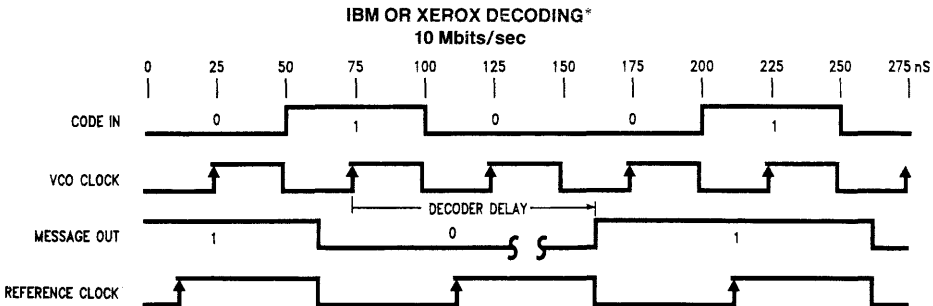 IBM OR XEROX DECODING*
10 Mbits/sec
0 25 50 75 100 125 150 175 200 225 250 275 nS
CODE IN 0 1 0 0 1
VCO CLOCK
DECODER DELAY
MESSAGE OUT 1 0 1
REFERENCE CLOCK